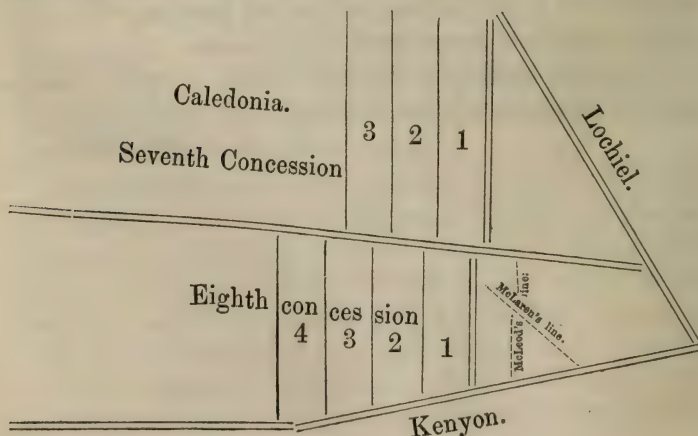 Caledonia.
Seventh Concession
3 2 1
Lochiel.
Eighth con ces sion
4 3 2 1
McLaren's line.
McLeod's line.
Kenyon.